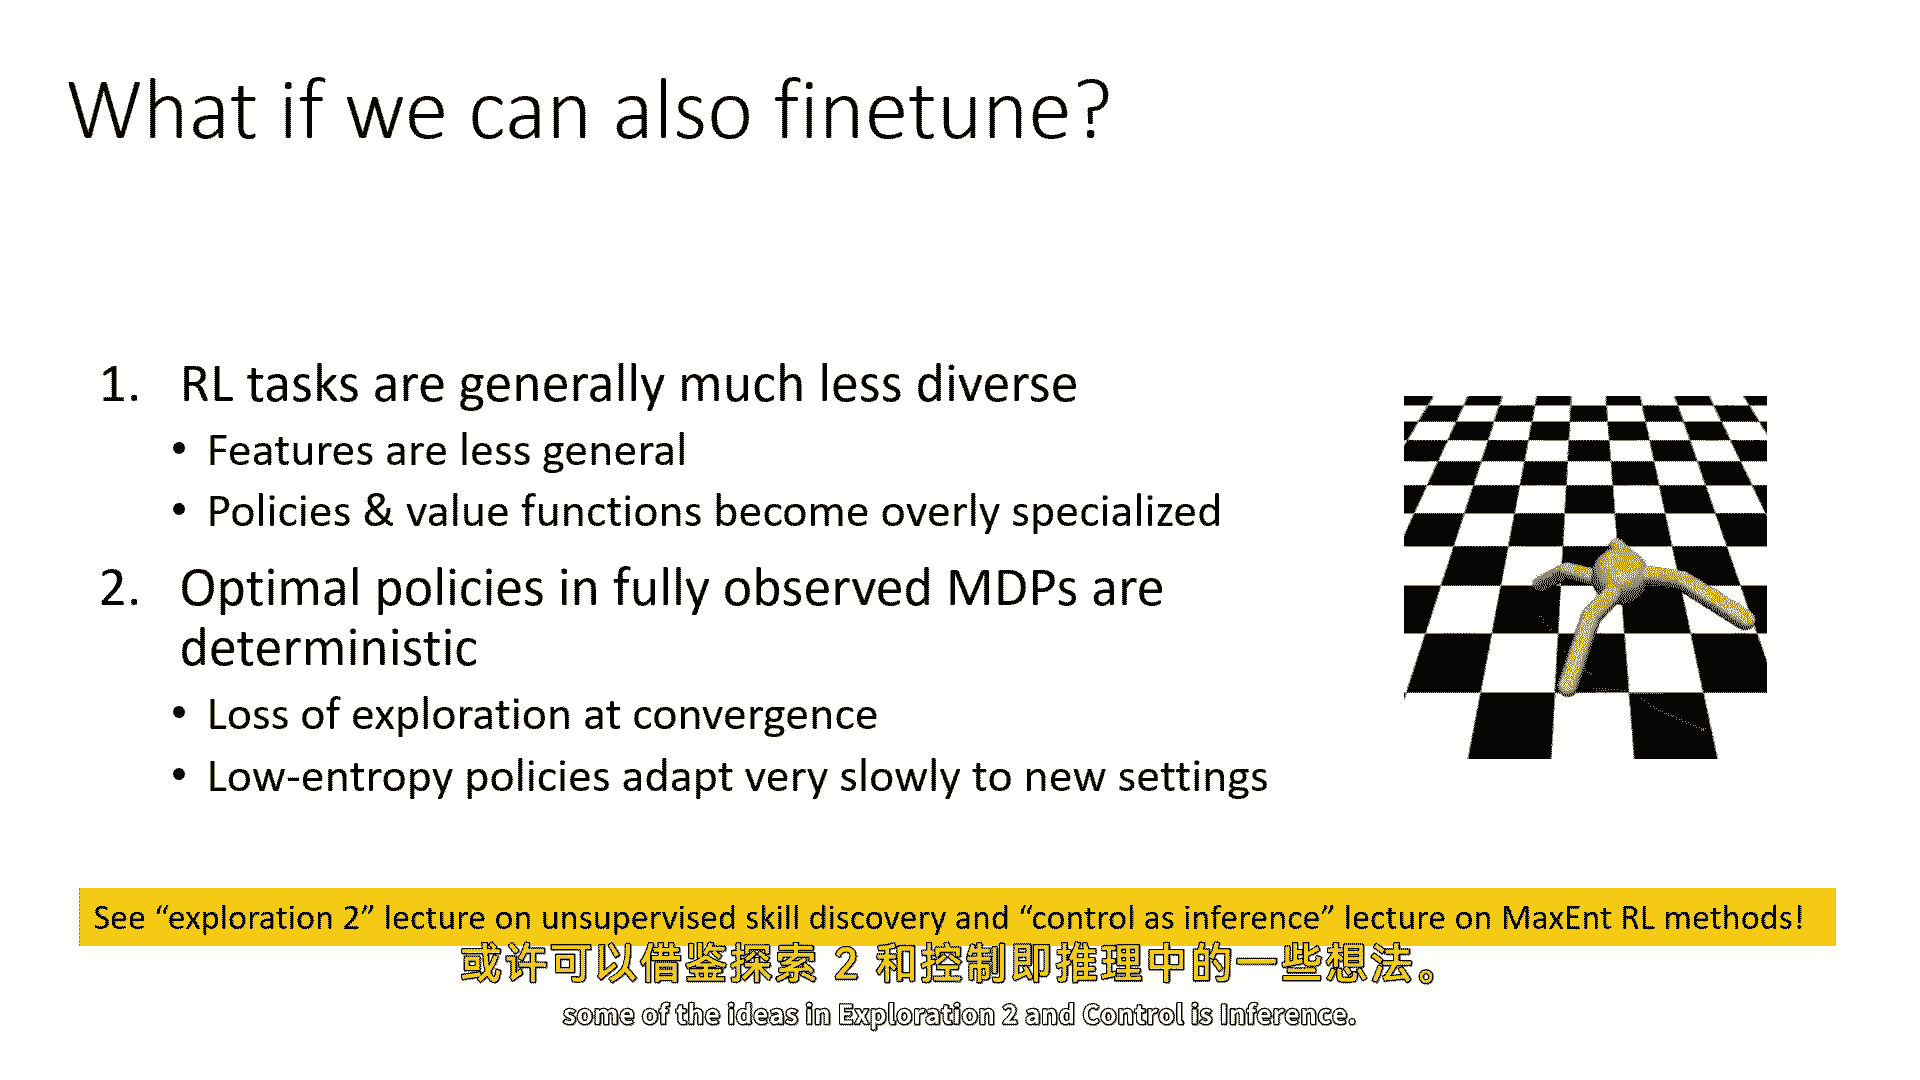 What if we can also finetune?
1. RL tasks are generally much less diverse
• Features are less general
• Policies & value functions become overly specialized
2. Optimal policies in fully observed MDPs are
deterministic
• Loss of exploration at convergence
• Low-entropy policies adapt very slowly to new settings
See “exploration 2” lecture on unsupervised skill discovery and “control as inference” lecture on MaxEnt RL methods!
或许可以借鉴探索 2 和控制即推理中的一些想法。
some of the ideas in Exploration 2 and Control is Inference.